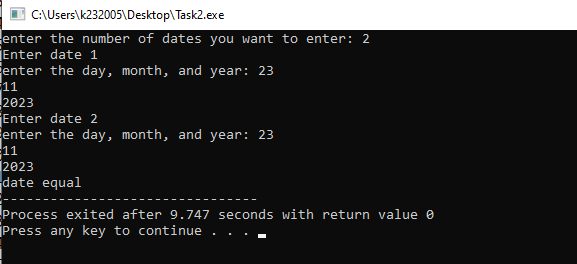 C:\Users\k232005\Desktop\Task2.exe
enter the number of dates you want to enter: 2
Enter date 1
enter the day, month, and year: 23
11
2023
Enter date 2
enter the day, month, and year: 23
11
2023
date equal
--------------------------------
Process exited after 9.747 seconds with return value 0
Press any key to continue . . .